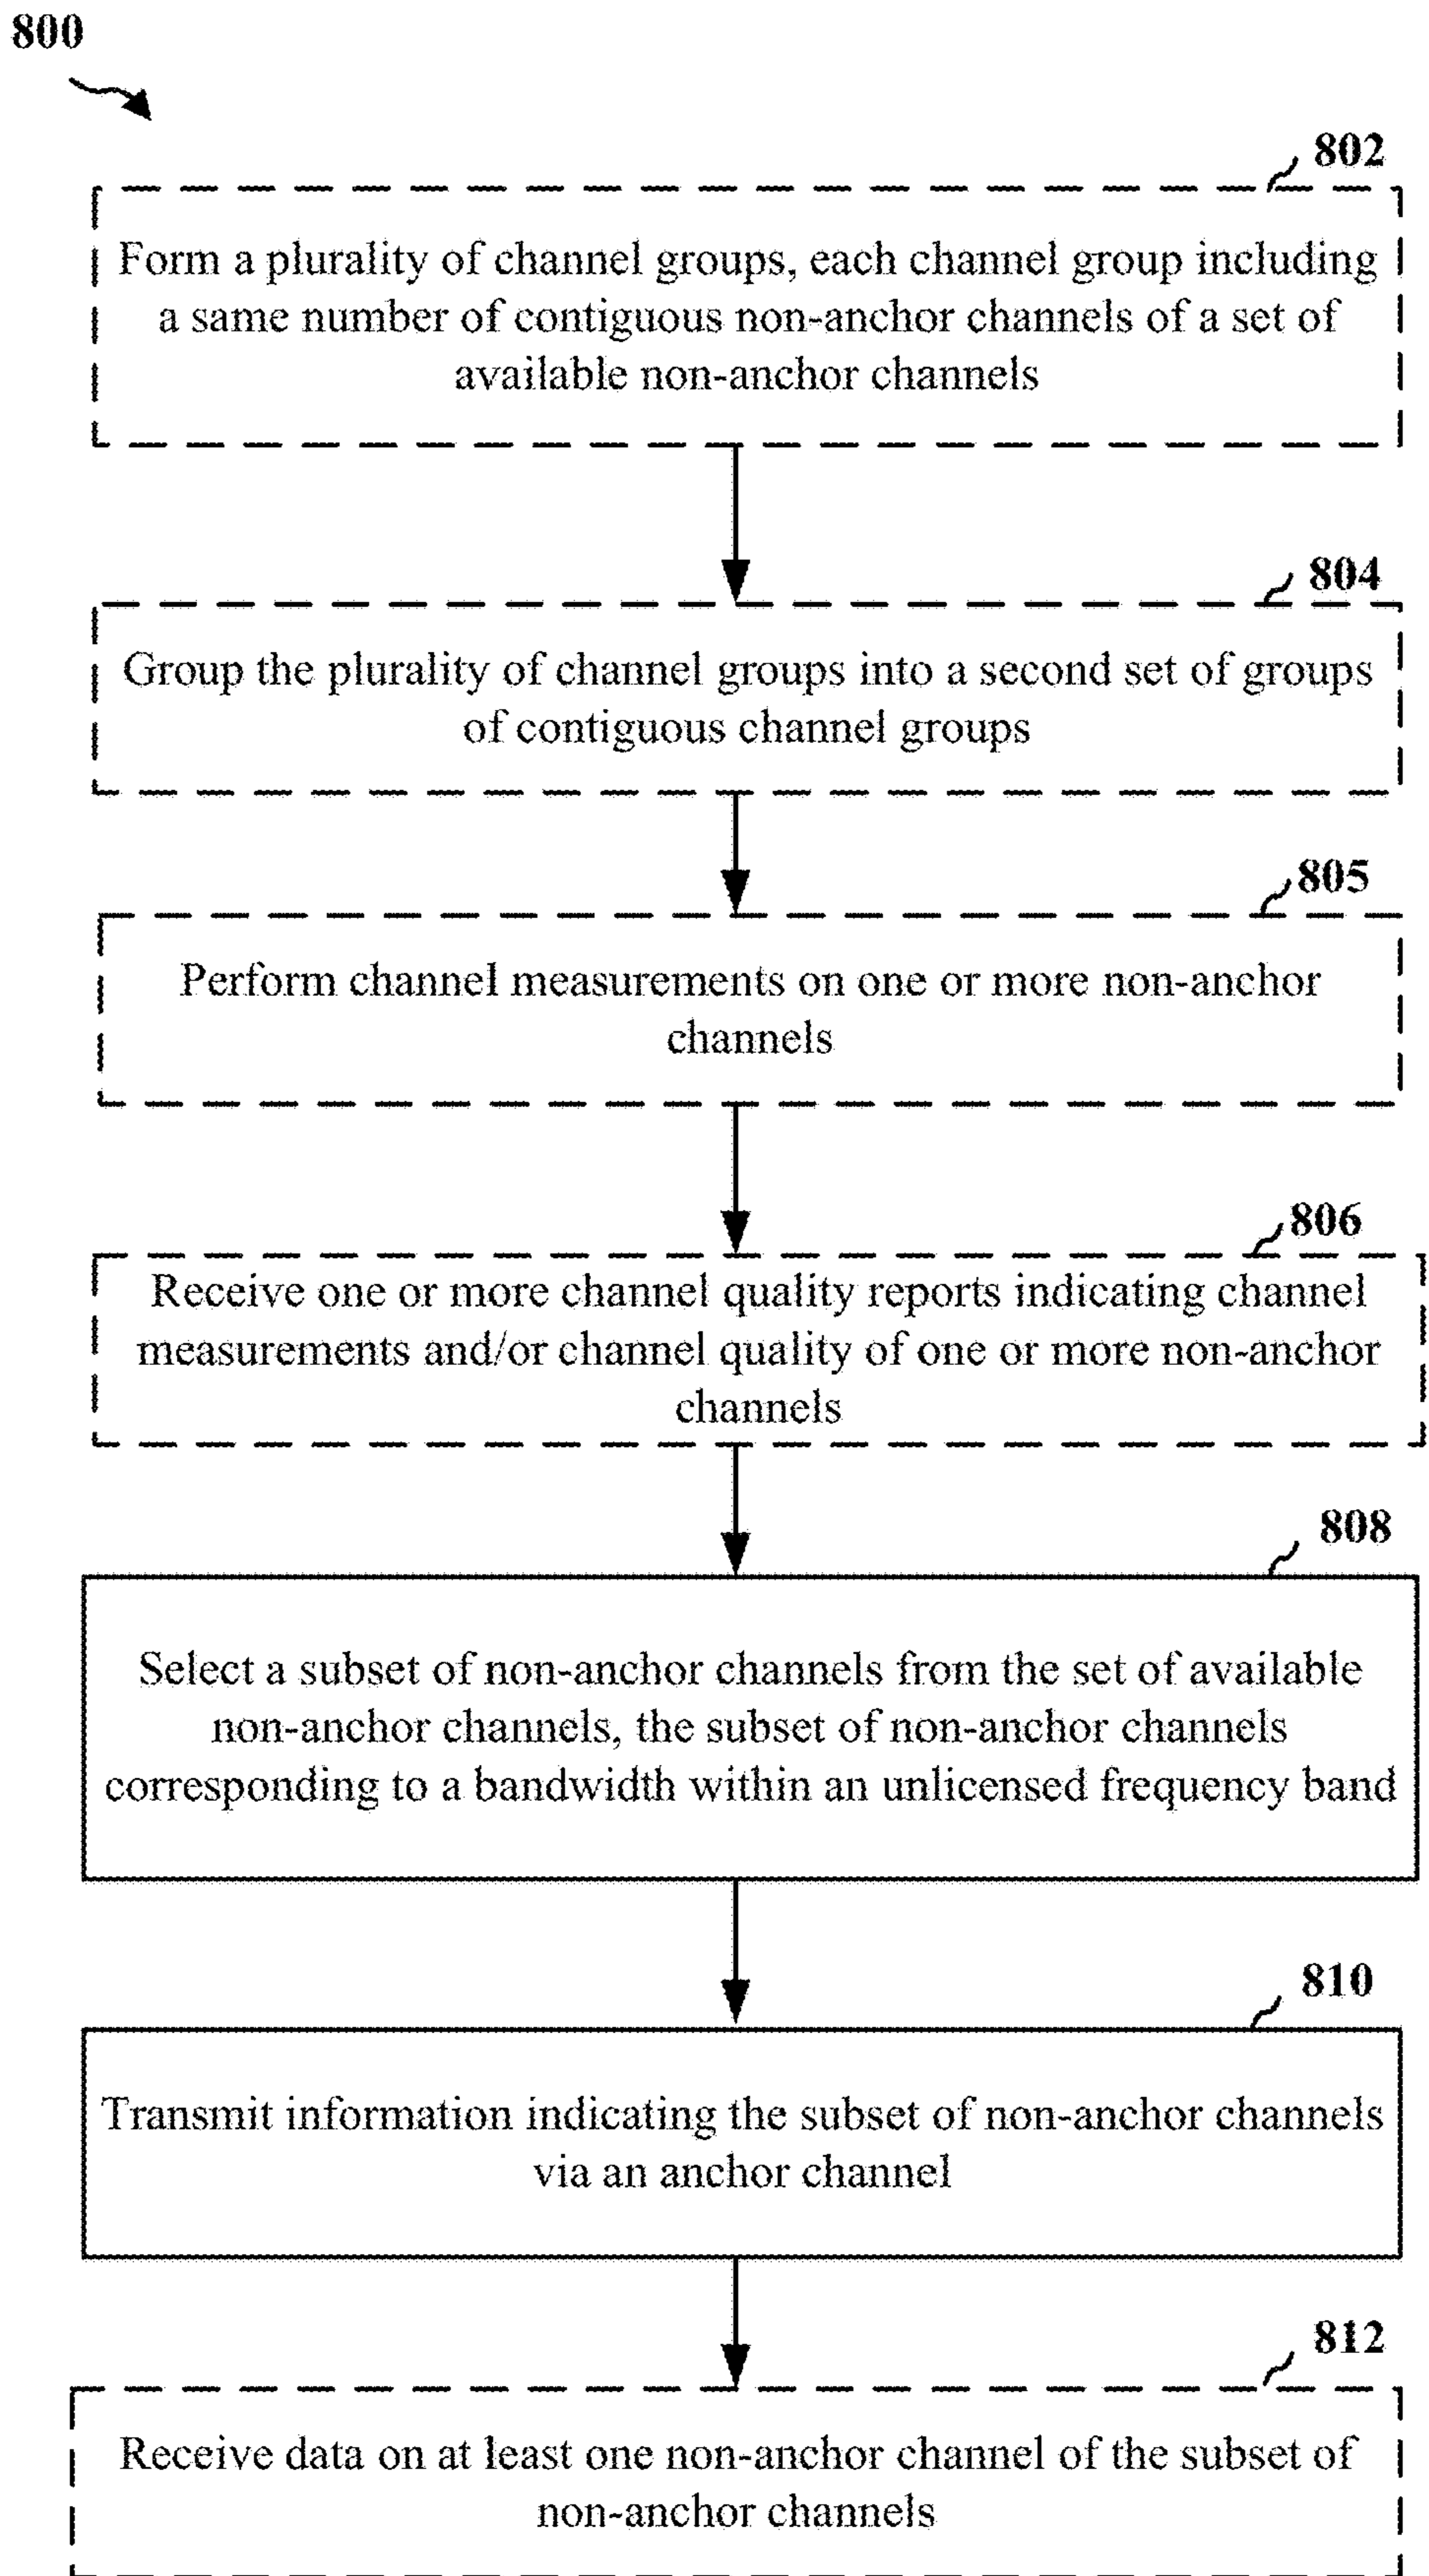 800
802
Form a plurality of channel groups, each channel group including
a same number of contiguous non-anchor channels of a set of
available non-anchor channels
804
Group the plurality of channel groups into a second set of groups
of contiguous channel groups
805
Perform channel measurements on one or more non-anchor
channels
806
Receive one or more channel quality reports indicating channel
measurements and/or channel quality of one or more non-anchor
channels
808
Select a subset of non-anchor channels from the set of available
non-anchor channels, the subset of non-anchor channels
corresponding to a bandwidth within an unlicensed frequency band
810
Transmit information indicating the subset of non-anchor channels
via an anchor channel
812
Receive data on at least one non-anchor channel of the subset of
non-anchor channels